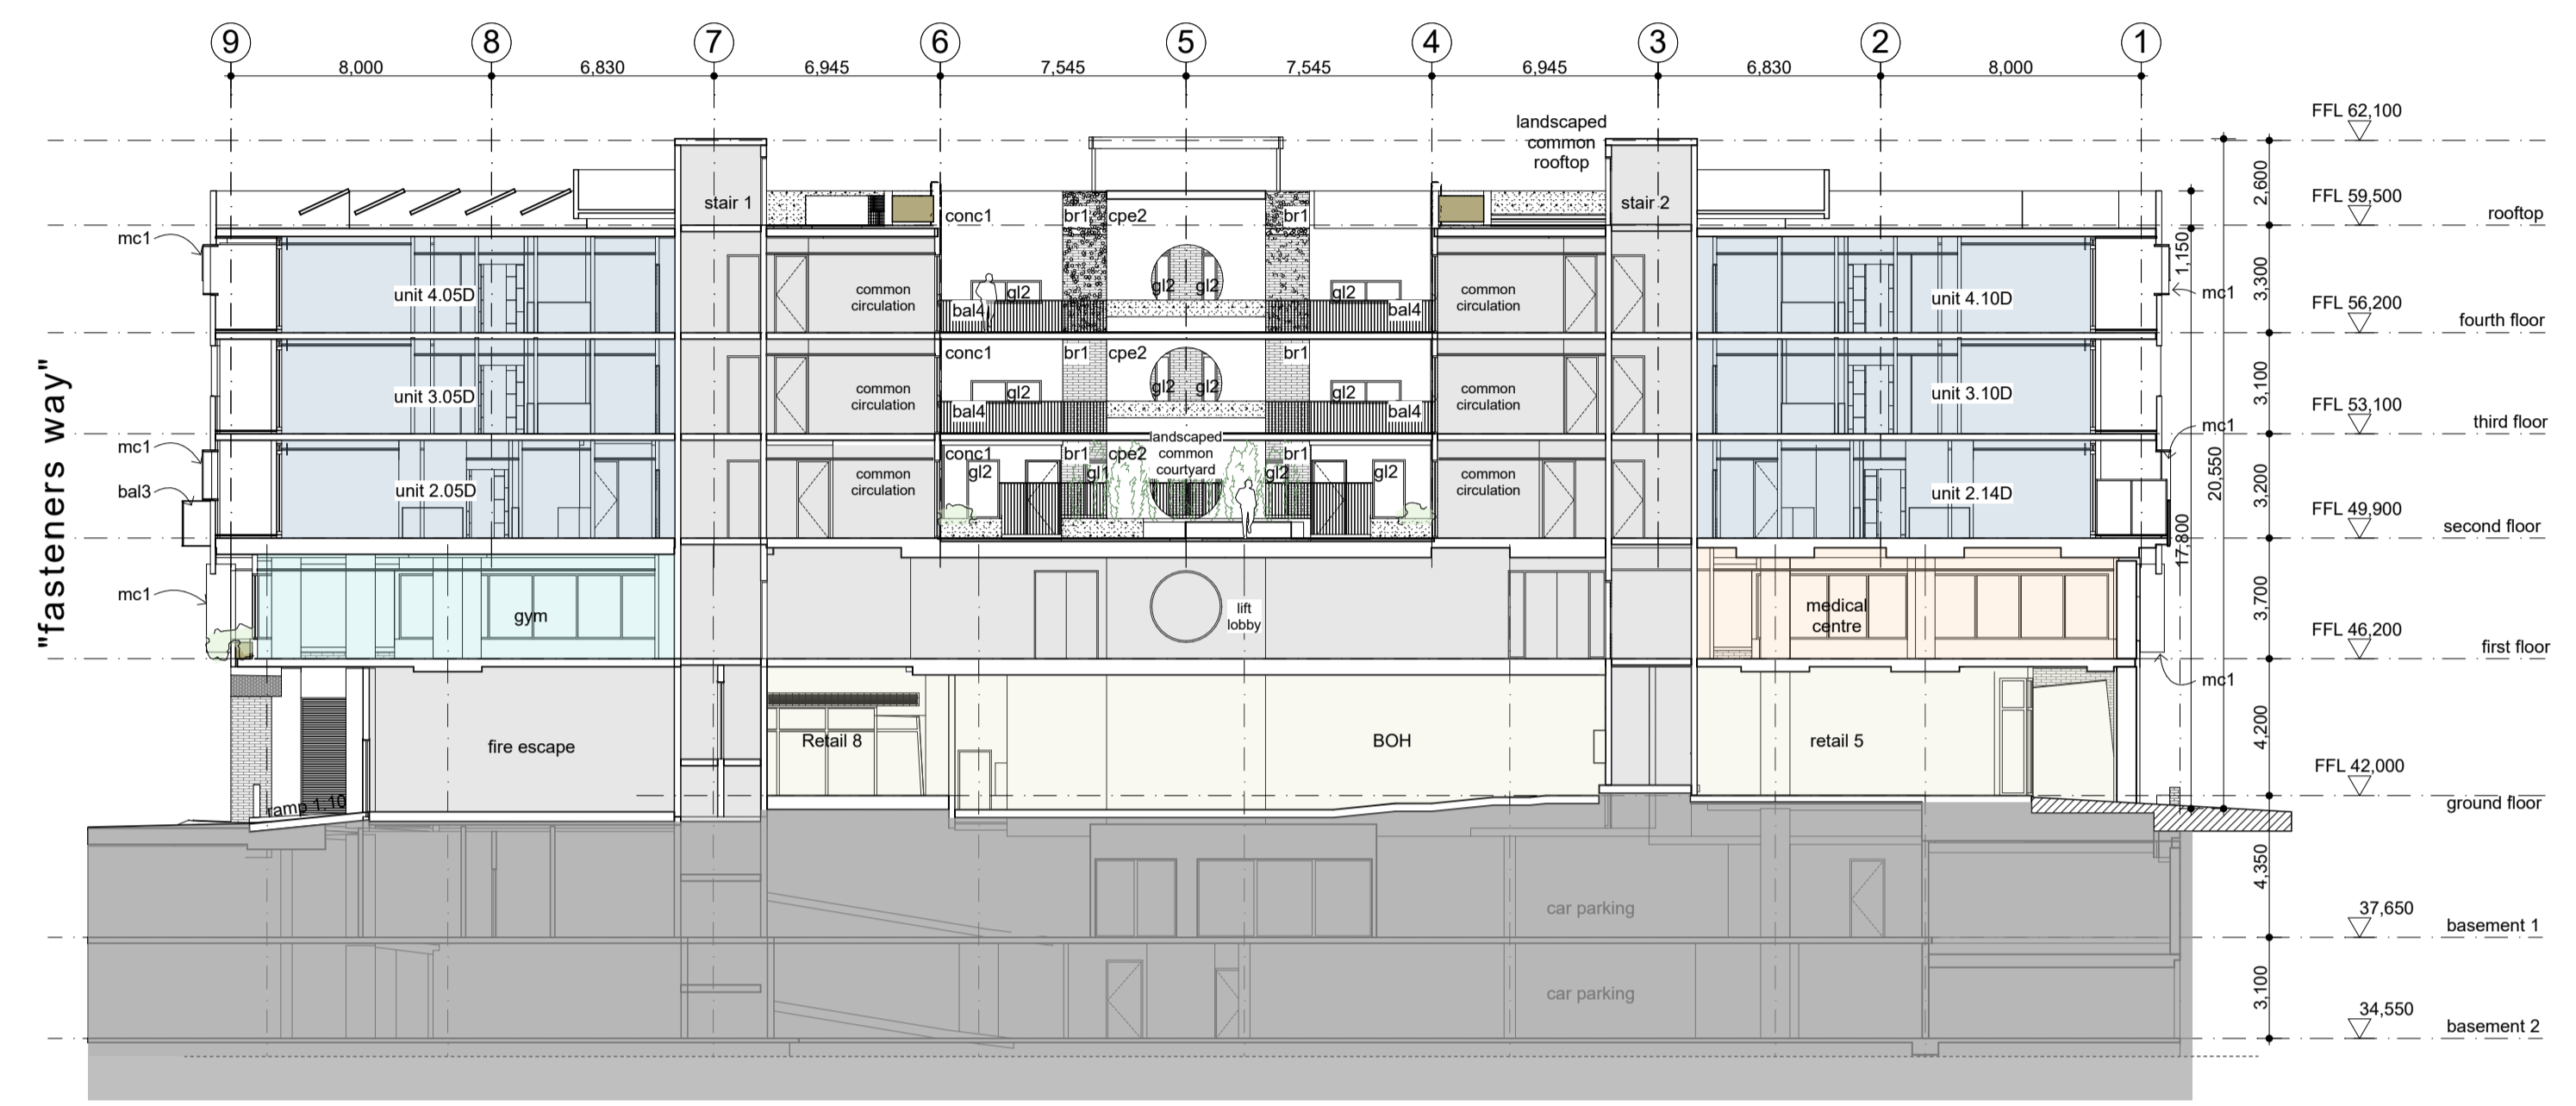 9 8 7 6 5 4 3 2 1
8,000 6,830 6,945 7,545 7,545 6,945 6,830 8,000
FFL 62,100
landscaped
common
rooftop
2,600
FFL 59,500
rooftop
stair 1
stair 2
conc1 br1 cpe2 br1
mc1
1,150
3,300
unit 4.05D
common
circulation
gl2 gl2 gl2 gl2
bal4 bal4
common
circulation
unit 4.10D
mc1
FFL 56,200
fourth floor
conc1 br1 cpe2 br1
"fasteners way"
unit 3.05D
common
circulation
gl2 gl2 gl2 gl2
bal4 bal4
common
circulation
unit 3.10D
3,100
FFL 53,100
third floor
mc1
mc1
landscaped
common
courtyard
conc1 br1 cpe2 br1
gl2 gl1 gl2 gl2
bal3
unit 2.05D
common
circulation
common
circulation
unit 2.14D
20,550
3,200
FFL 49,900
second floor
17,800
mc1
gym
lift
lobby
medical
centre
3,700
FFL 46,200
first floor
mc1
fire escape
Retail 8
BOH
retail 5
4,200
FFL 42,000
ground floor
ramp 1.10
4,350
car parking
37,650
basement 1
car parking
3,100
34,550
basement 2